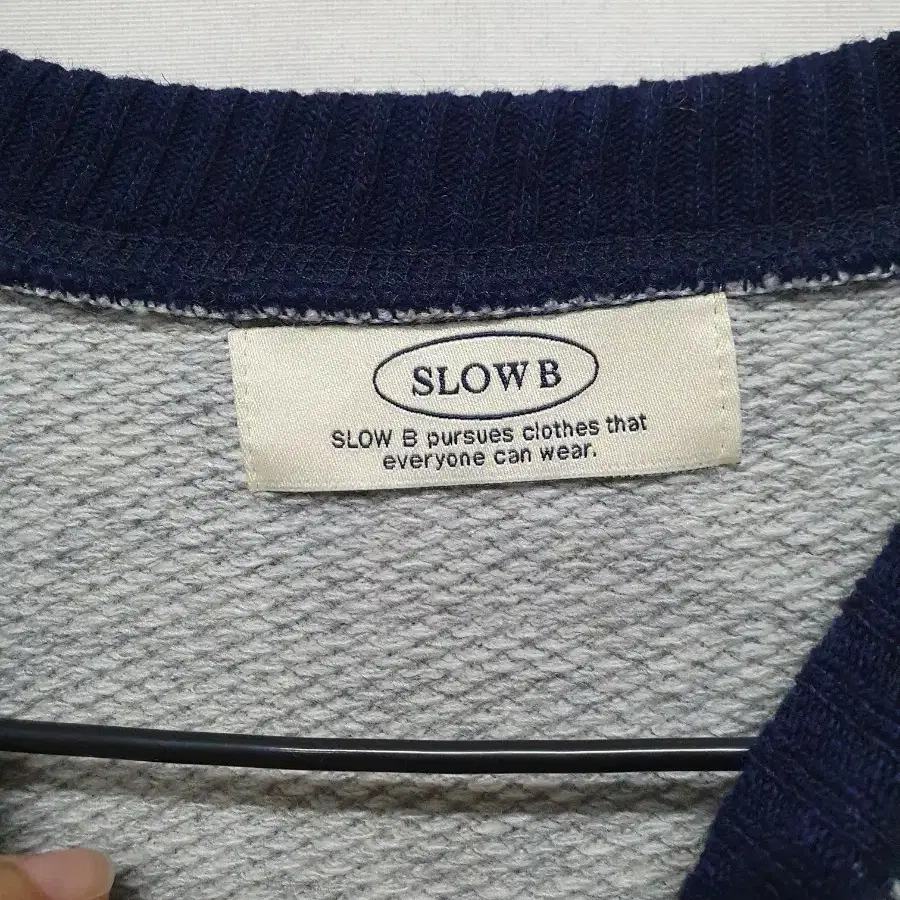 SLOW B
SLOW B pursues clothes that
everyone can wear.